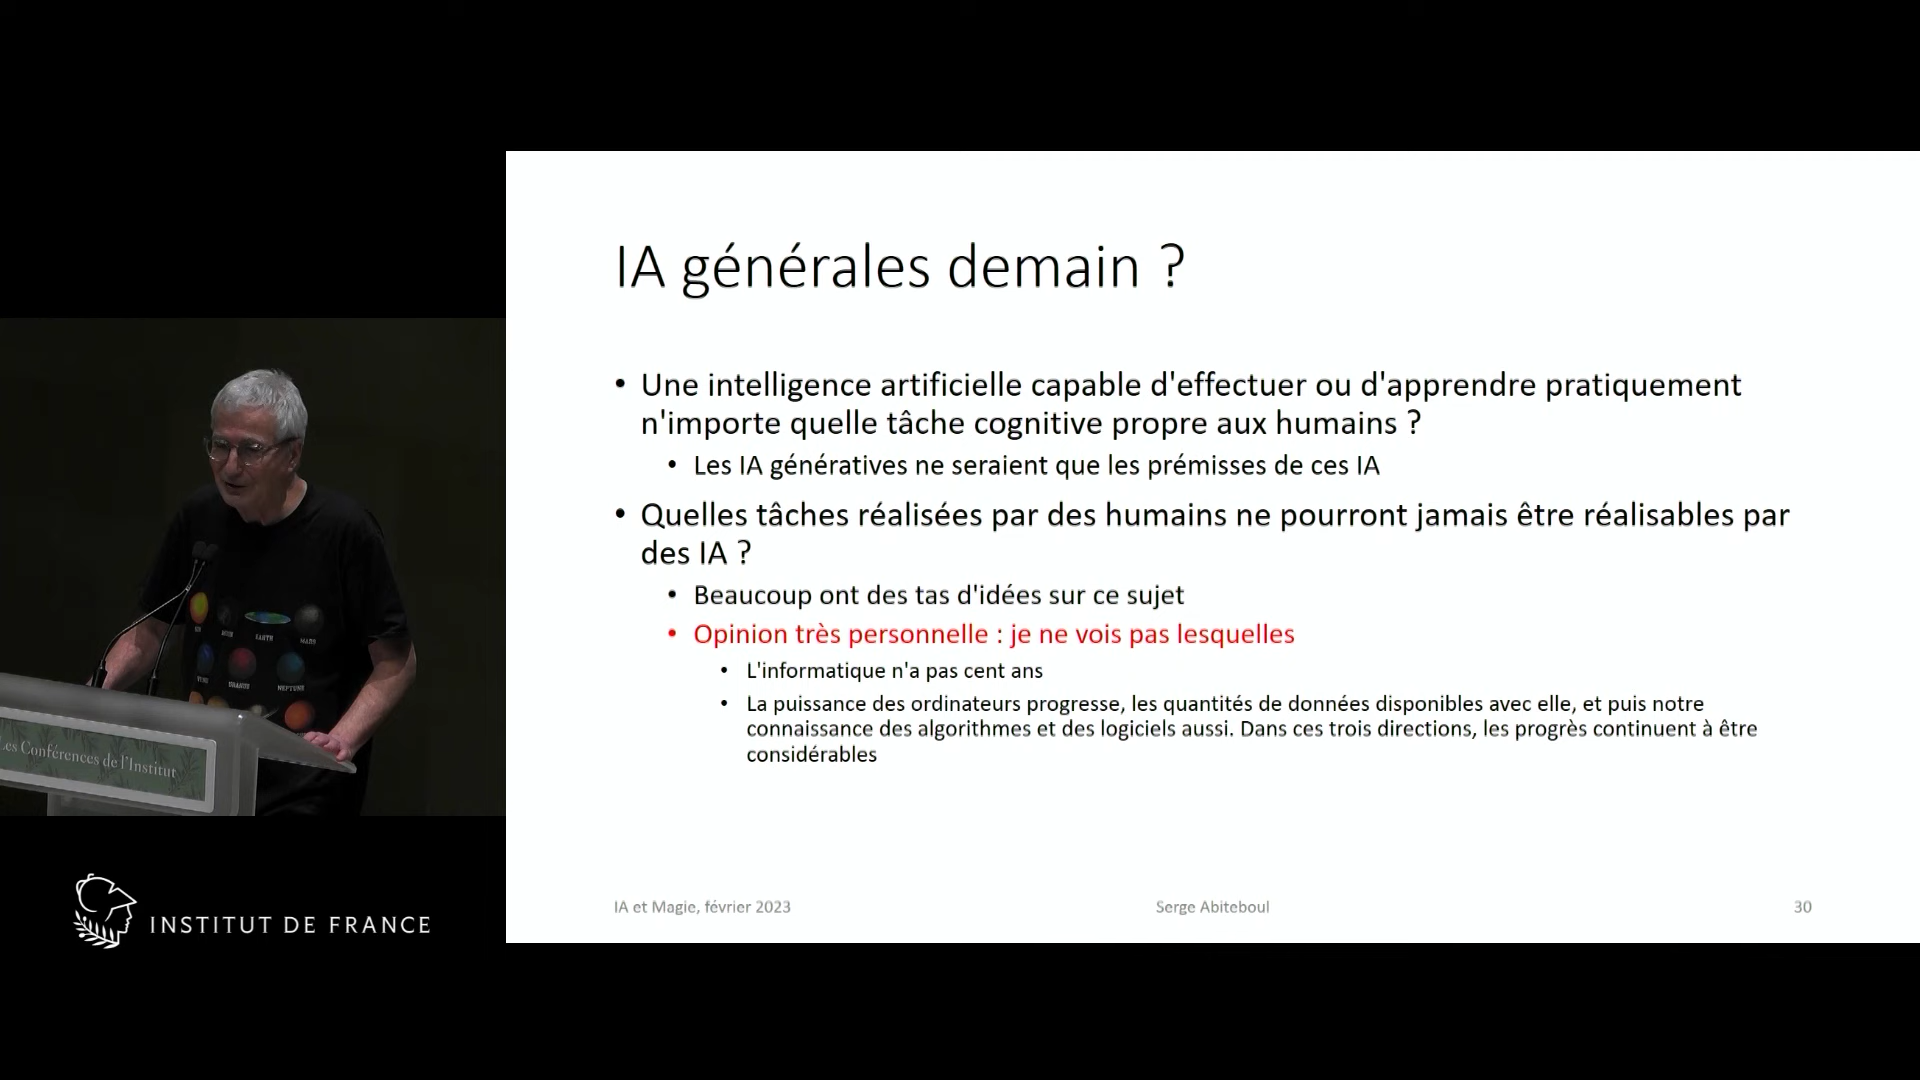 IA générales demain ?
• Une intelligence artificielle capable d'effectuer ou d'apprendre pratiquement
n'importe quelle tâche cognitive propre aux humains ?
• Les IA génératives ne seraient que les prémisses de ces IA
• Quelles tâches réalisées par des humains ne pourront jamais être réalisables par
des IA ?
• Beaucoup ont des tas d'idées sur ce sujet
• Opinion très personnelle : je ne vois pas lesquelles
• L'informatique n'a pas cent ans
• La puissance des ordinateurs progresse, les quantités de données disponibles avec elle, et puis notre
connaissance des algorithmes et des logiciels aussi. Dans ces trois directions, les progrès continuent à être
considérables
IA et Magie, février 2023
Serge Abiteboul
30
EARTH
MARS
URANUS
NEPTUNE
Les Conférences de l'Institut
INSTITUT DE FRANCE